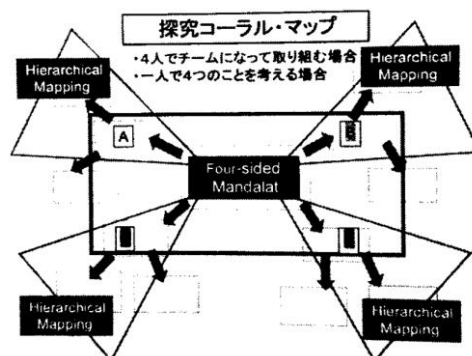 探究コーラル・マップ
・4人でチームになって取り組む場合
・一人で4つのことを考える場合
Hierarchical
Mapping
Hierarchical
Mapping
A
B
Four-sided
Mandalat
Hierarchical
Mapping
Hierarchical
Mapping